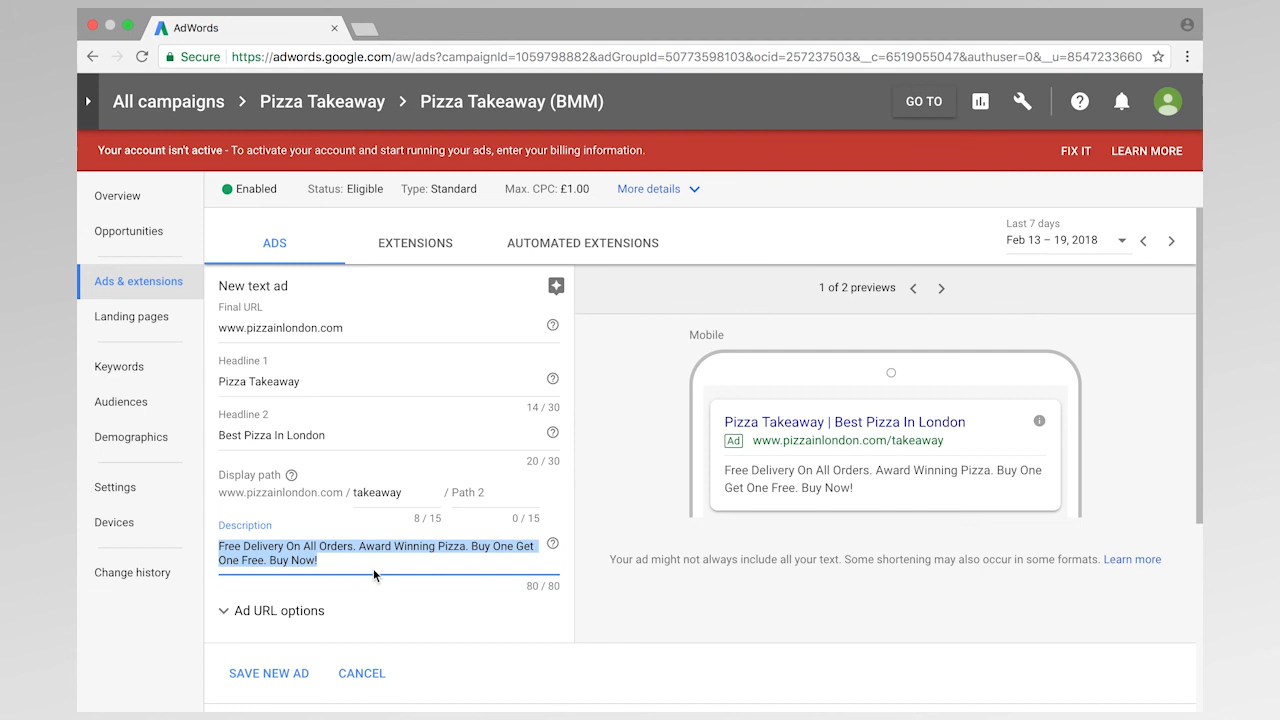 AdWords
Secure https://adwords.google.com/aw/ads?campaignId=1059798882&adGroupId=50773598103&ocid=257237503&__c=6519055047&authuser=0&__u=8547233660
All campaigns > Pizza Takeaway > Pizza Takeaway (BMM)
GO TO
Your account isn't active - To activate your account and start running your ads, enter your billing information.
FIX IT LEARN MORE
Overview
Opportunities
Ads & extensions
Landing pages
Keywords
Audiences
Demographics
Settings
Devices
Change history
Enabled Status: Eligible Type: Standard Max. CPC: £1.00 More details
ADS EXTENSIONS AUTOMATED EXTENSIONS
Last 7 days
Feb 13 – 19, 2018
New text ad
Final URL
www.pizzainlondon.com
Headline 1
Pizza Takeaway
14 / 30
Headline 2
Best Pizza In London
20 / 30
Display path
www.pizzainlondon.com / takeaway / Path 2
8 / 15 0 / 15
Description
Free Delivery On All Orders. Award Winning Pizza. Buy One Get
One Free. Buy Now!
80 / 80
Ad URL options
SAVE NEW AD CANCEL
1 of 2 previews
Mobile
Pizza Takeaway | Best Pizza In London
Ad www.pizzainlondon.com/takeaway
Free Delivery On All Orders. Award Winning Pizza. Buy One
Get One Free. Buy Now!
Your ad might not always include all your text. Some shortening may also occur in some formats. Learn more